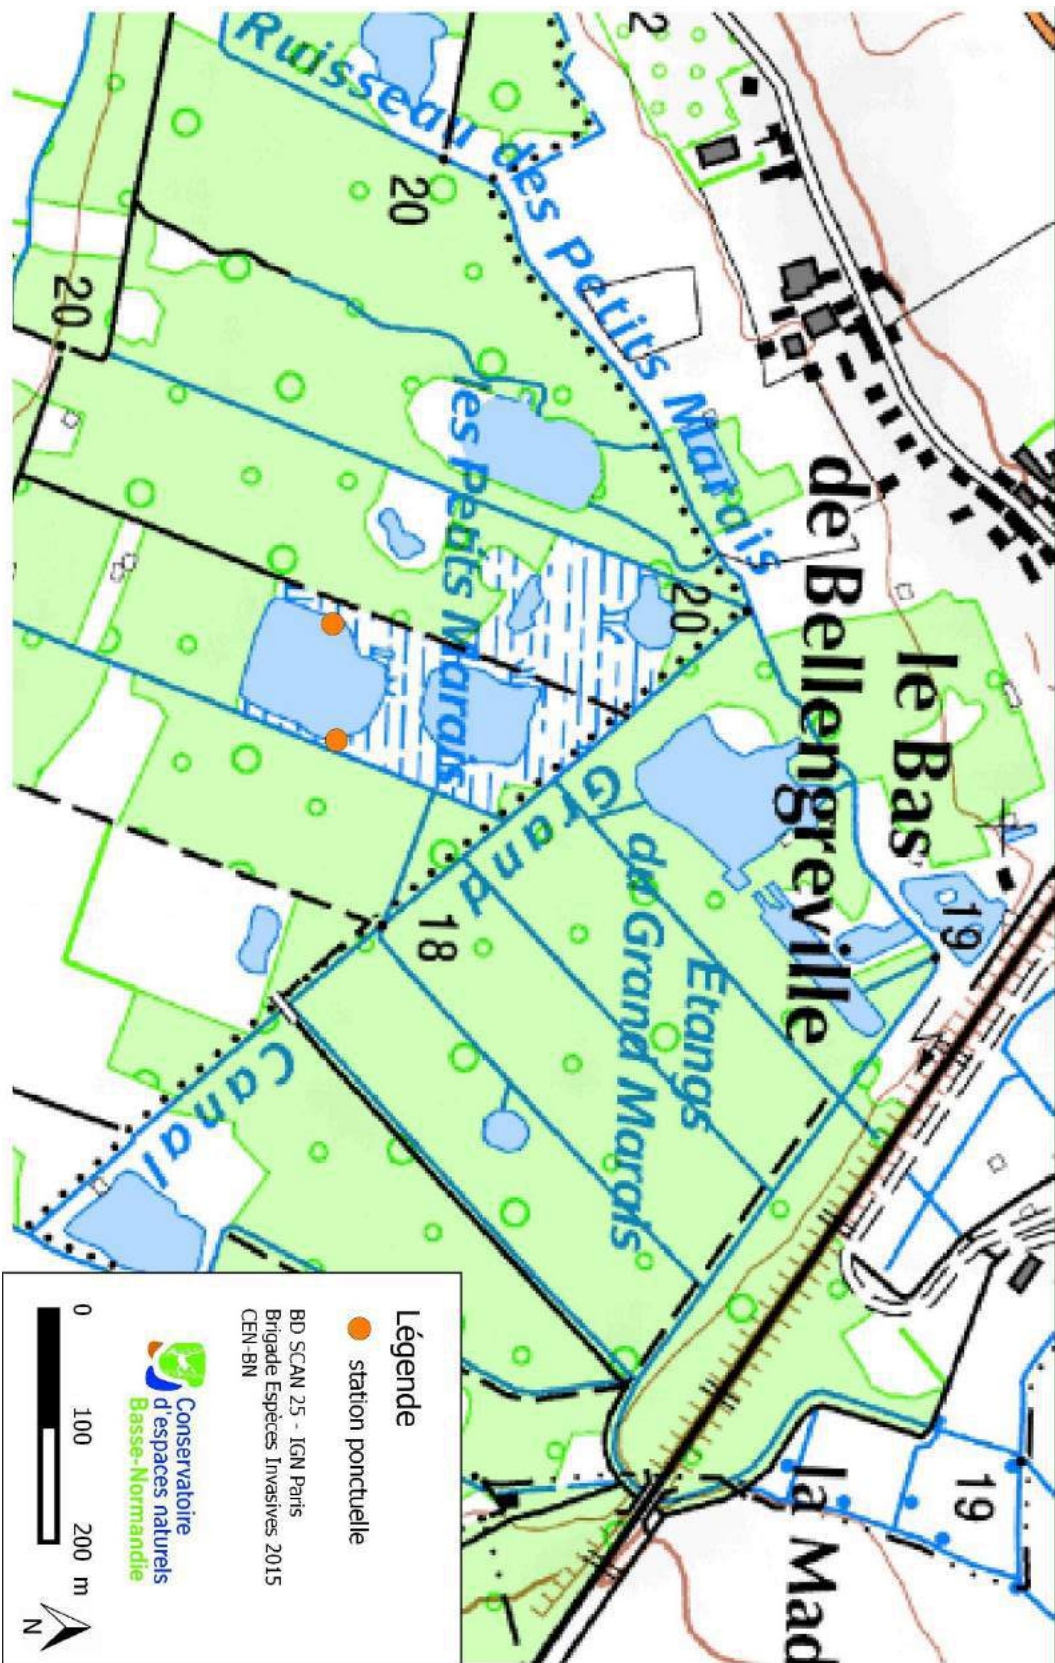 2
Ruisseau des Petits Marais
20
20
les Petits Marais
20
le Bas
de Bellengreville
19
Grand Canal
18
Etangs
du Grand Marais
19
la Mad
Légende
station ponctuelle
BD SCAN 25 - IGN Paris
Brigade Espèces Invasives 2015
CEN-BN
Conservatoire
d'espaces naturels
Basse-Normandie
0 100 200 m
N